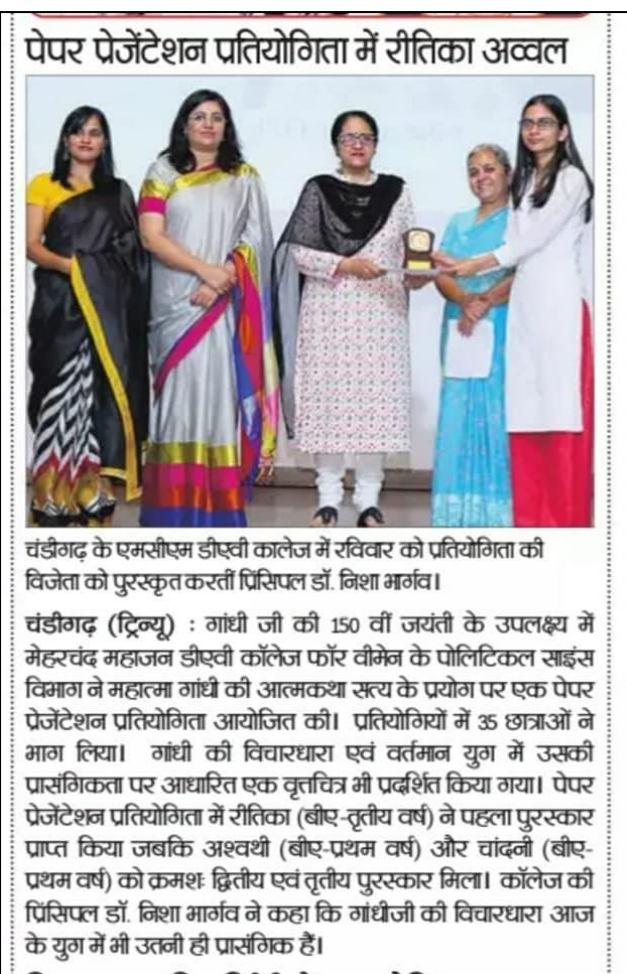 पेपर प्रेजेंटेशन प्रतियोगिता में रीतिका अव्वल
चंडीगढ़ के एमसीएम डीएवी कालेज में रविवार को प्रतियोगिता की
विजेता को पुरस्कृत करतीं प्रिंसिपल डॉ. निशा भार्गव।
चंडीगढ़ (ट्रिन्यू) : गांधी जी की 150 वीं जयंती के उपलक्ष्य में
मेहरचंद महाजन डीएवी कॉलेज फॉर वीमेन के पोलिटिकल साइंस
विभाग ने महात्मा गांधी की आत्मकथा सत्य के प्रयोग पर एक पेपर
प्रेजेंटेशन प्रतियोगिता आयोजित की। प्रतियोगियों में 35 छात्राओं ने
भाग लिया। गांधी की विचारधारा एवं वर्तमान युग में उसकी
प्रासंगिकता पर आधारित एक वृत्तचित्र भी प्रदर्शित किया गया। पेपर
प्रेजेंटेशन प्रतियोगिता में रीतिका (बीए-तृतीय वर्ष) ने पहला पुरस्कार
प्राप्त किया जबकि अश्वथी (बीए-प्रथम वर्ष) और चांदनी (बीए-
प्रथम वर्ष) को क्रमशः द्वितीय एवं तृतीय पुरस्कार मिला। कॉलेज की
प्रिंसिपल डॉ. निशा भार्गव ने कहा कि गांधीजी की विचारधारा आज
के युग में भी उतनी ही प्रासंगिक हैं।